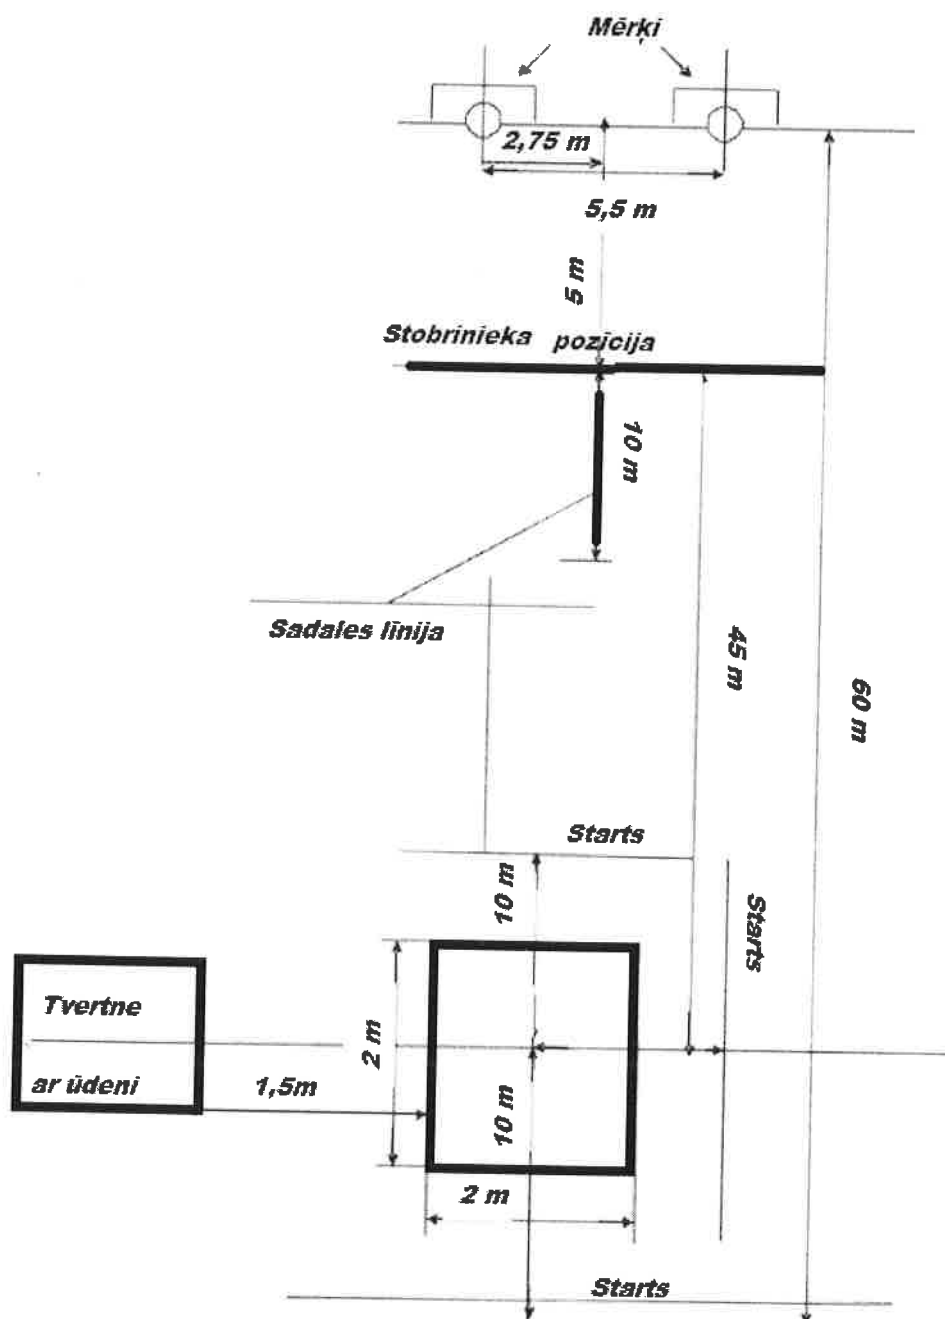 Mērķi
2,75 m
5,5 m
5 m
Stobrinieka pozīcija
10 m
Sadales līnija
45 m
60 m
Starts
10 m
Starts
Tvertne
ar ūdeni
2 m
1,5m
10 m
2 m
Starts